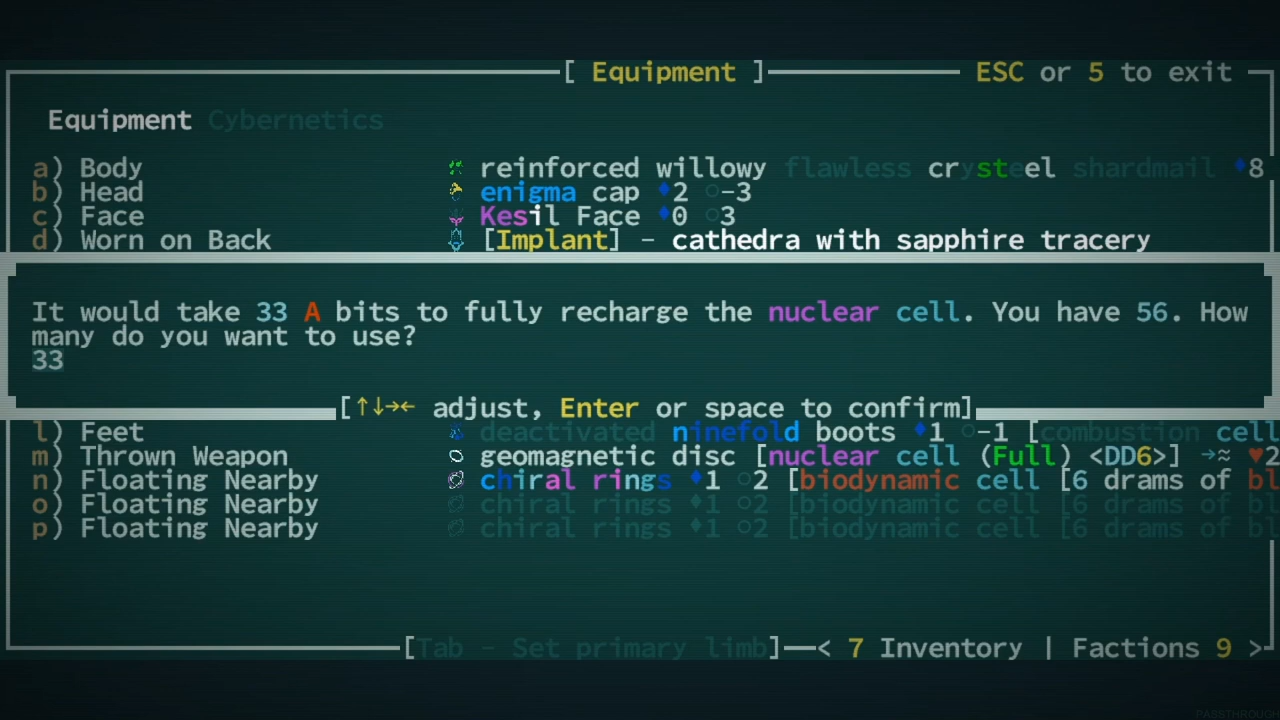 [ Equipment ] ESC or 5 to exit
Equipment Cybernetics
a) Body reinforced willowy flawless crysteel shardmail ♦8
b) Head enigma cap ♦2 ○-3
c) Face Kesil Face ♦0 ○3
d) Worn on Back [Implant] - cathedra with sapphire tracery
It would take 33 A bits to fully recharge the nuclear cell. You have 56. How
many do you want to use?
33
[↑↓→← adjust, Enter or space to confirm]
l) Feet deactivated ninefold boots ♦1 ○-1 [combustion cell
m) Thrown Weapon geomagnetic disc [nuclear cell (Full) <DD6>] →≈ ♥2
n) Floating Nearby chiral rings ♦1 ○2 [biodynamic cell [6 drams of bl
o) Floating Nearby chiral rings ♦1 ○2 [biodynamic cell [6 drams of bl
p) Floating Nearby chiral rings ♦1 ○2 [biodynamic cell [6 drams of bl
[Tab - Set primary limb] < 7 Inventory | Factions 9 >
PASSTHROUGH